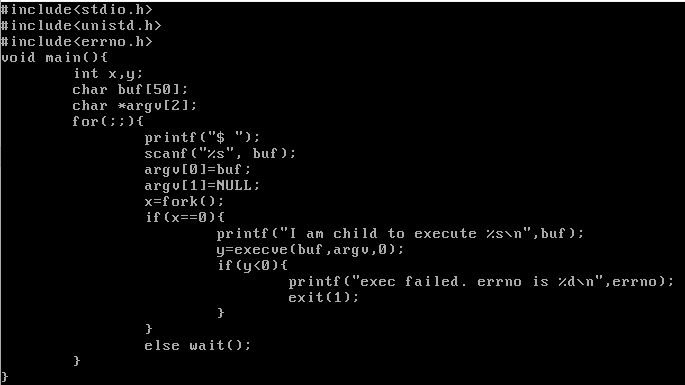 #include<stdio.h>
#include<unistd.h>
#include<errno.h>
void main(){
        int x,y;
        char buf[50];
        char *argv[2];
        for(;;){
                printf("$ ");
                scanf("%s", buf);
                argv[0]=buf;
                argv[1]=NULL;
                x=fork();
                if(x==0){
                        printf("I am child to execute %s\n",buf);
                        y=execve(buf,argv,0);
                        if(y<0){
                                printf("exec failed. errno is %d\n",errno);
                                exit(1);
                        }
                }
                else wait();
        }
}